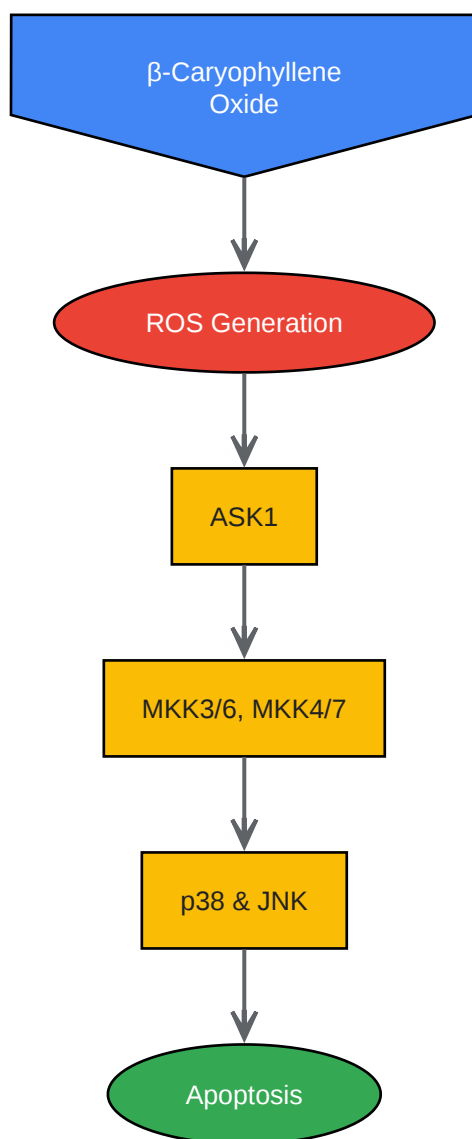 β-Caryophyllene
Oxide
ROS Generation
ASK1
MKK3/6, MKK4/7
p38 & JNK
Apoptosis